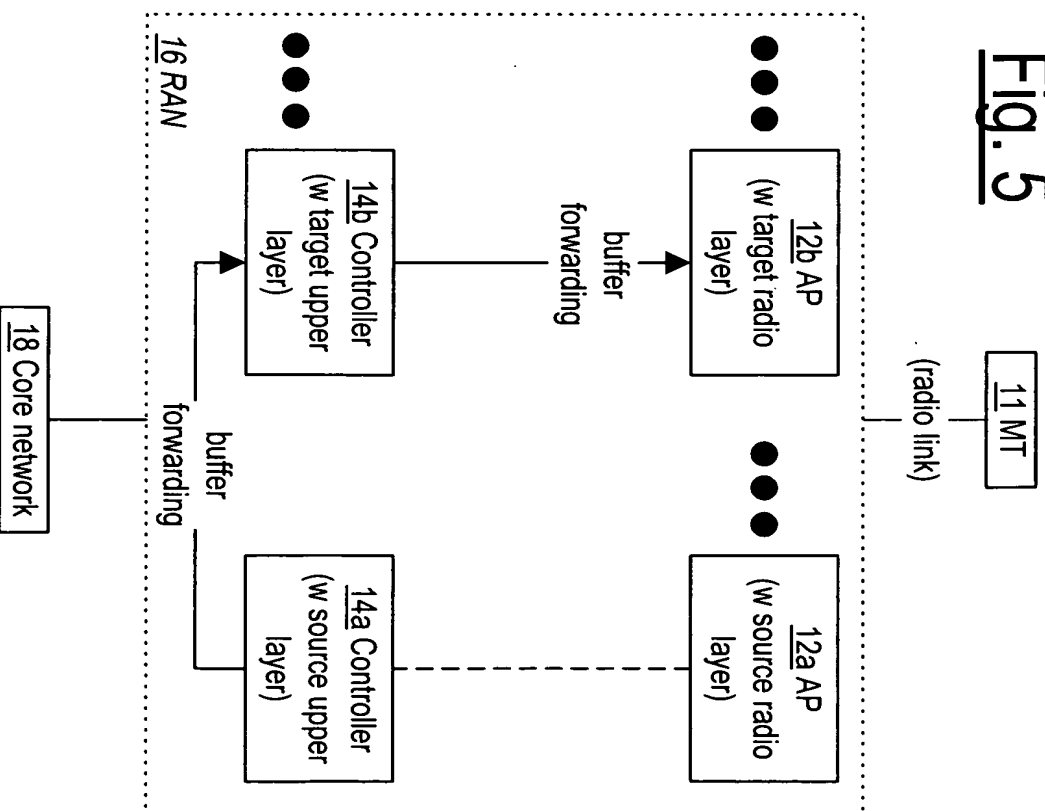 Fig. 5
11 MT
(radio link)
12b AP
(w target radio
layer)
12a AP
(w source radio
layer)
buffer
forwarding
14b Controller
(w target upper
layer)
14a Controller
(w source upper
layer)
buffer
forwarding
16 RAN
18 Core network